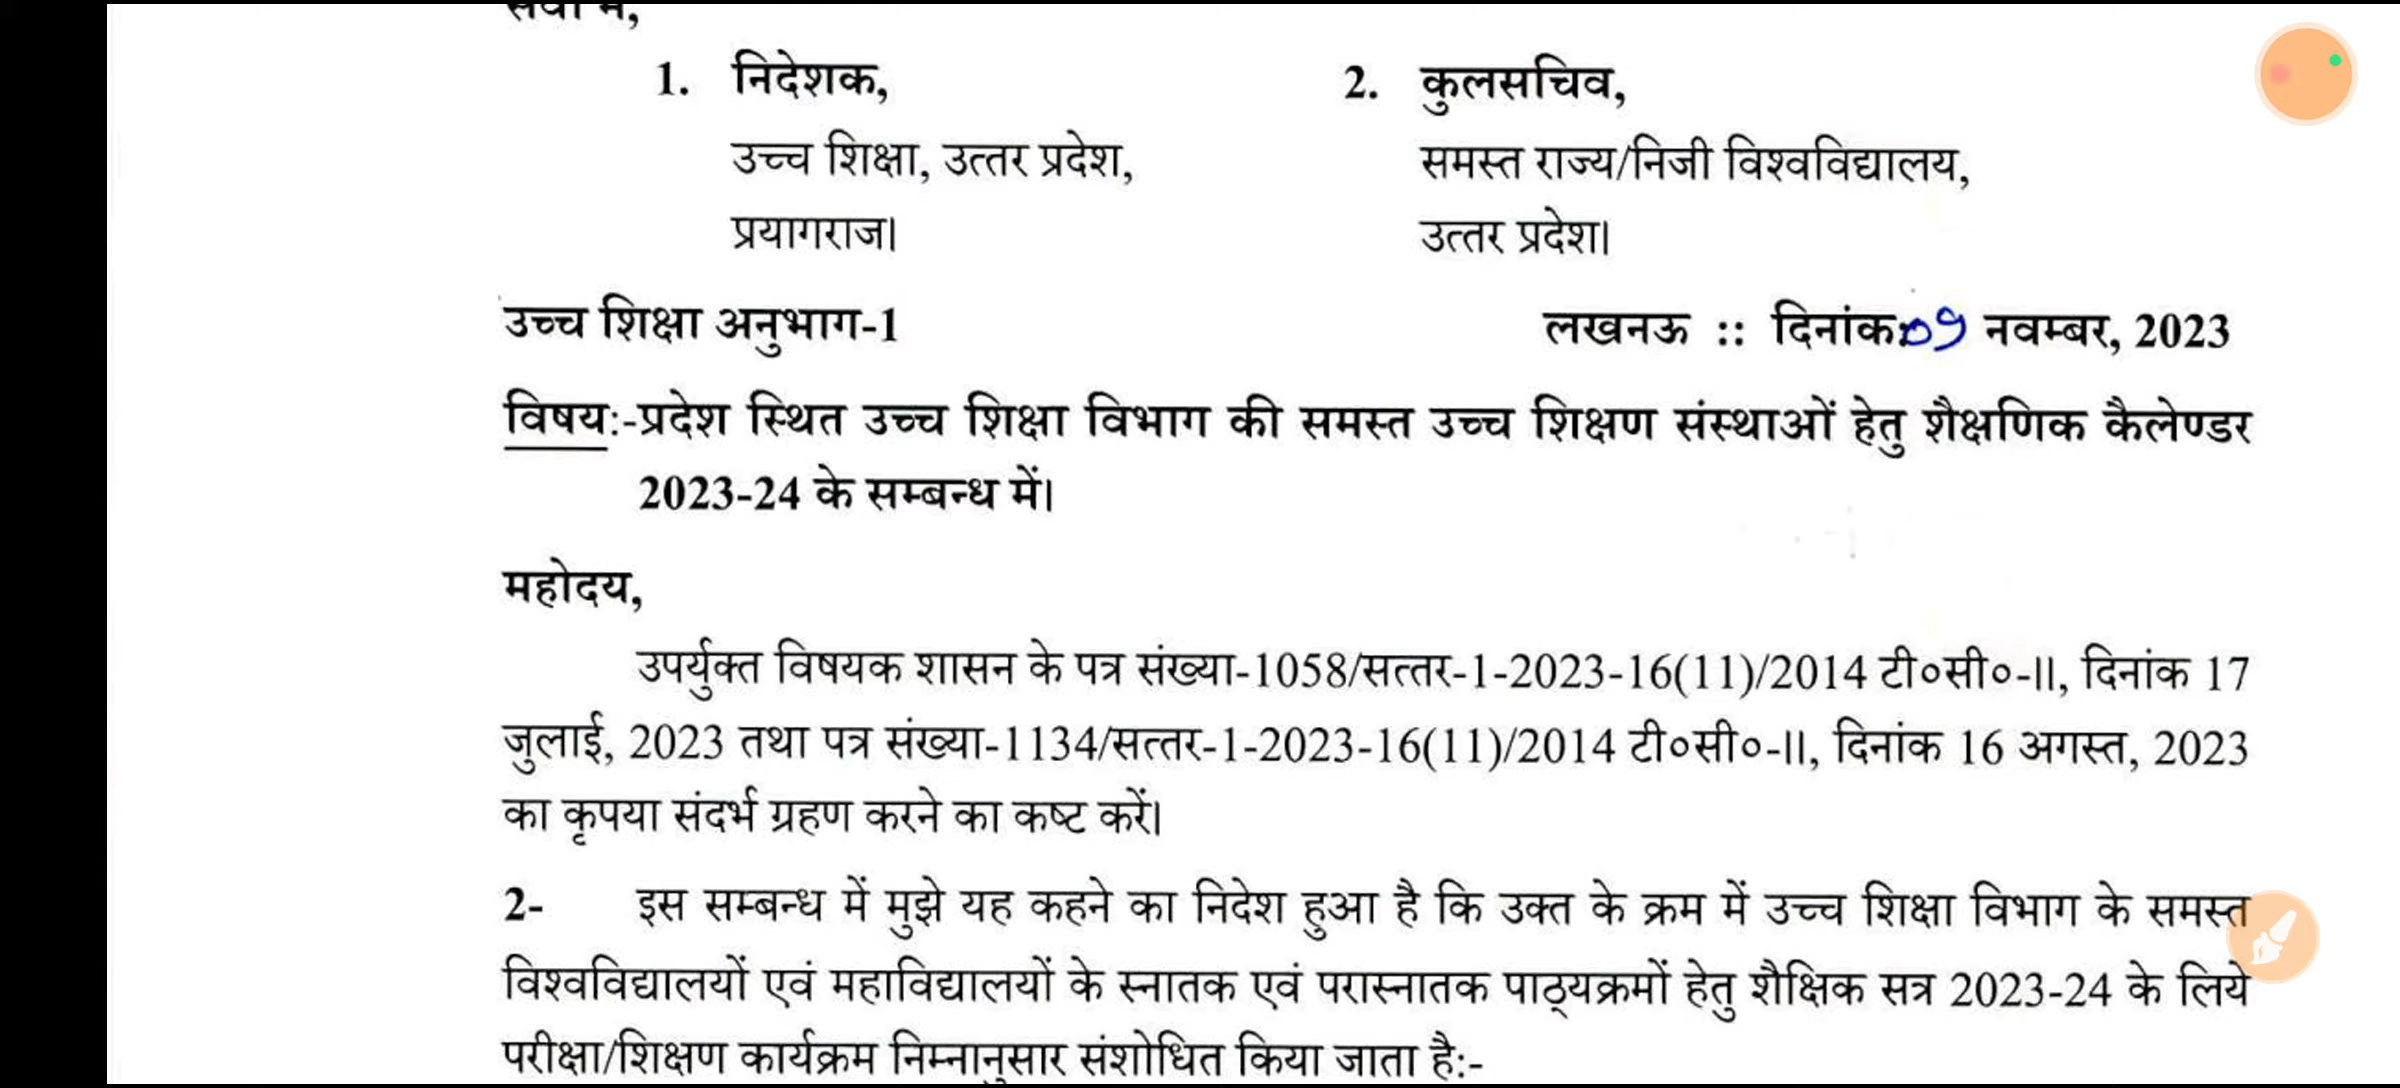 सेवा में,
1. निदेशक,
उच्च शिक्षा, उत्तर प्रदेश,
प्रयागराज।
2. कुलसचिव,
समस्त राज्य/निजी विश्वविद्यालय,
उत्तर प्रदेश।
उच्च शिक्षा अनुभाग-1 लखनऊ :: दिनांक:09 नवम्बर, 2023
विषय:-प्रदेश स्थित उच्च शिक्षा विभाग की समस्त उच्च शिक्षण संस्थाओं हेतु शैक्षणिक कैलेण्डर
2023-24 के सम्बन्ध में।
महोदय,
उपर्युक्त विषयक शासन के पत्र संख्या-1058/सत्तर-1-2023-16(11)/2014 टी०सी०-II, दिनांक 17
जुलाई, 2023 तथा पत्र संख्या-1134/सत्तर-1-2023-16(11)/2014 टी०सी०-II, दिनांक 16 अगस्त, 2023
का कृपया संदर्भ ग्रहण करने का कष्ट करें।
2- इस सम्बन्ध में मुझे यह कहने का निदेश हुआ है कि उक्त के क्रम में उच्च शिक्षा विभाग के समस्त
विश्वविद्यालयों एवं महाविद्यालयों के स्नातक एवं परास्नातक पाठ्यक्रमों हेतु शैक्षिक सत्र 2023-24 के लिये
परीक्षा/शिक्षण कार्यक्रम निम्नानुसार संशोधित किया जाता है:-